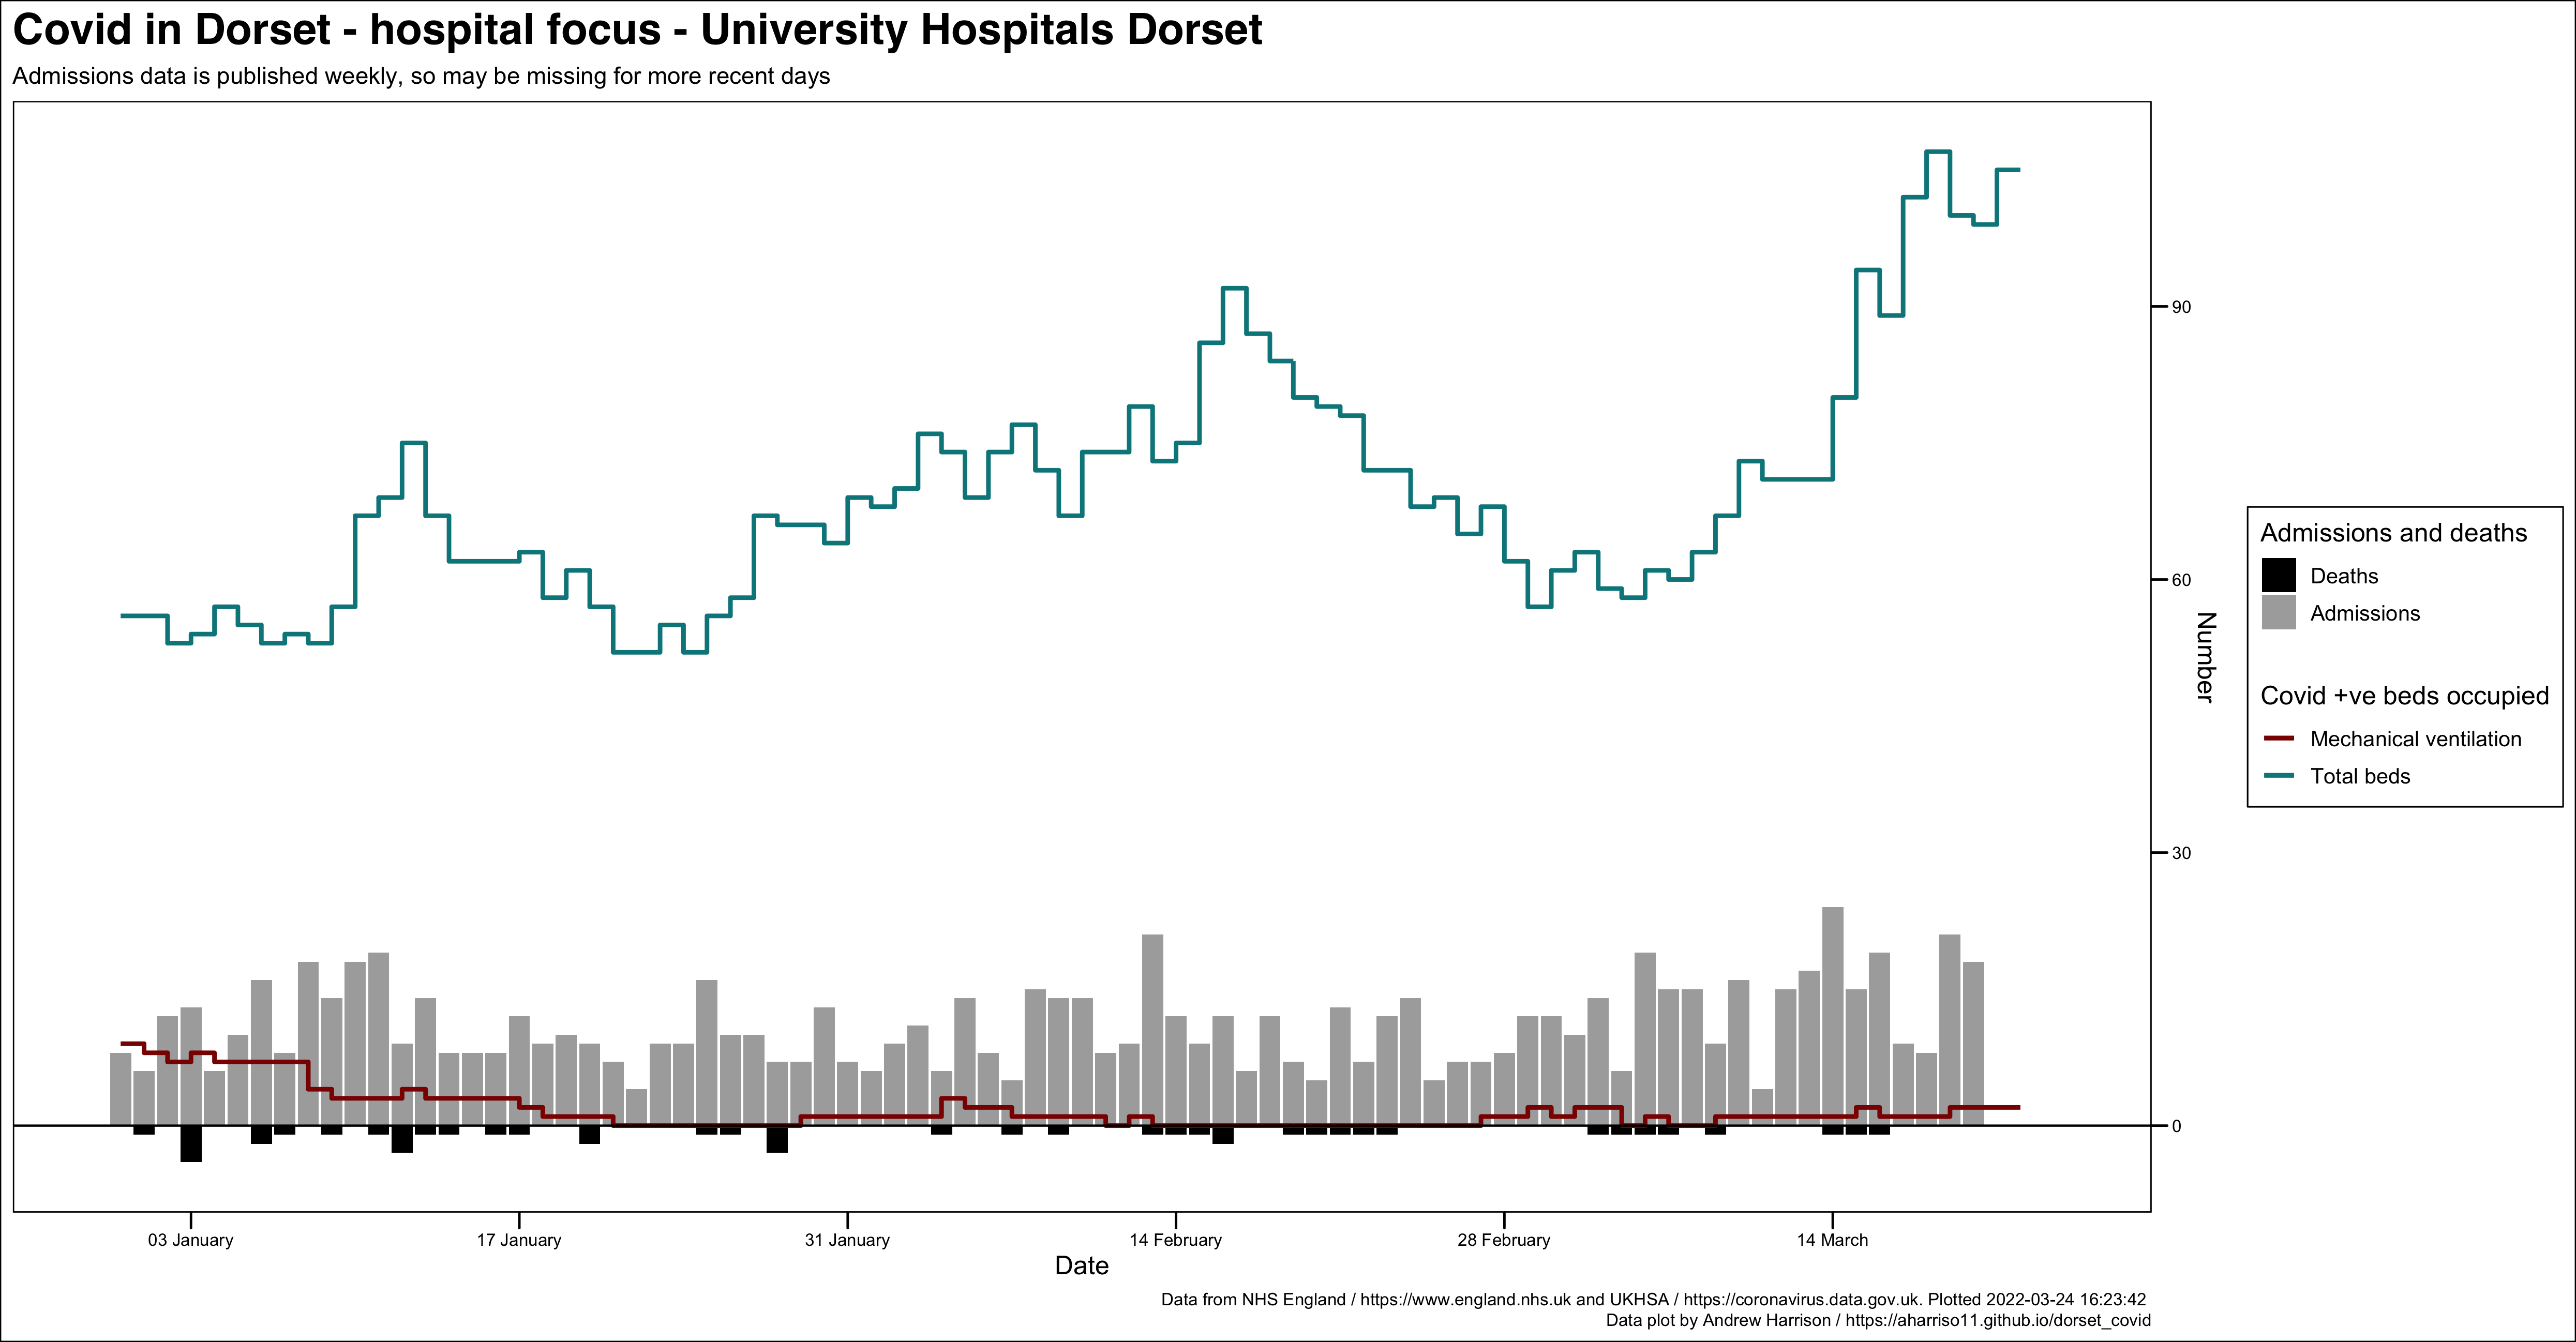 Covid in Dorset - hospital focus - University Hospitals Dorset
Admissions data is published weekly, so may be missing for more recent days
90
60
30
0
Number
Admissions and deaths
Deaths
Admissions
Covid +ve beds occupied
Mechanical ventilation
Total beds
03 January
17 January
31 January
14 February
28 February
14 March
Date
Data from NHS England / https://www.england.nhs.uk and UKHSA / https://coronavirus.data.gov.uk. Plotted 2022-03-24 16:23:42
Data plot by Andrew Harrison / https://aharriso11.github.io/dorset_covid